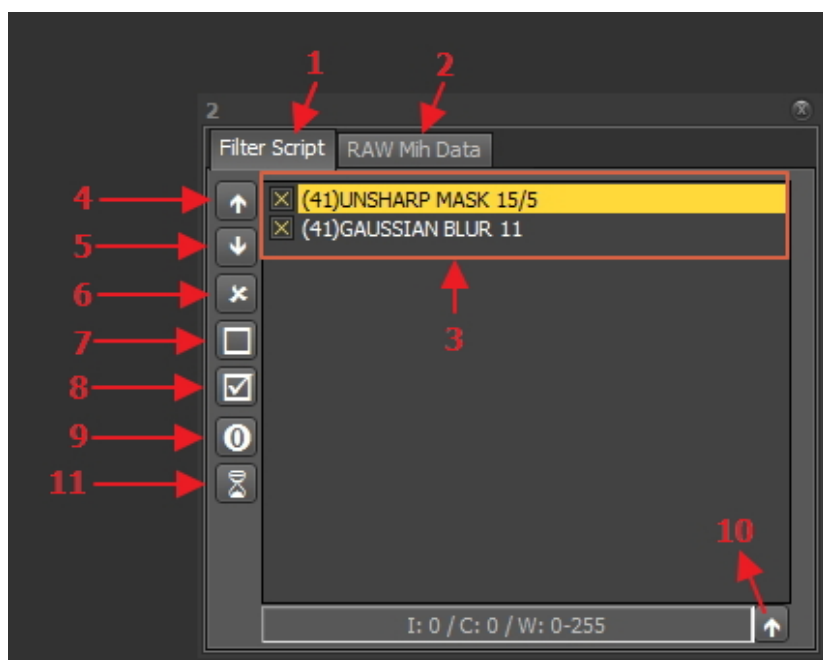 1
2
2
Filter Script
RAW Mih Data
4
(41)UNSHARP MASK 15/5
5
(41)GAUSSIAN BLUR 11
6
3
7
8
9
0
11
10
I: 0 / C: 0 / W: 0-255